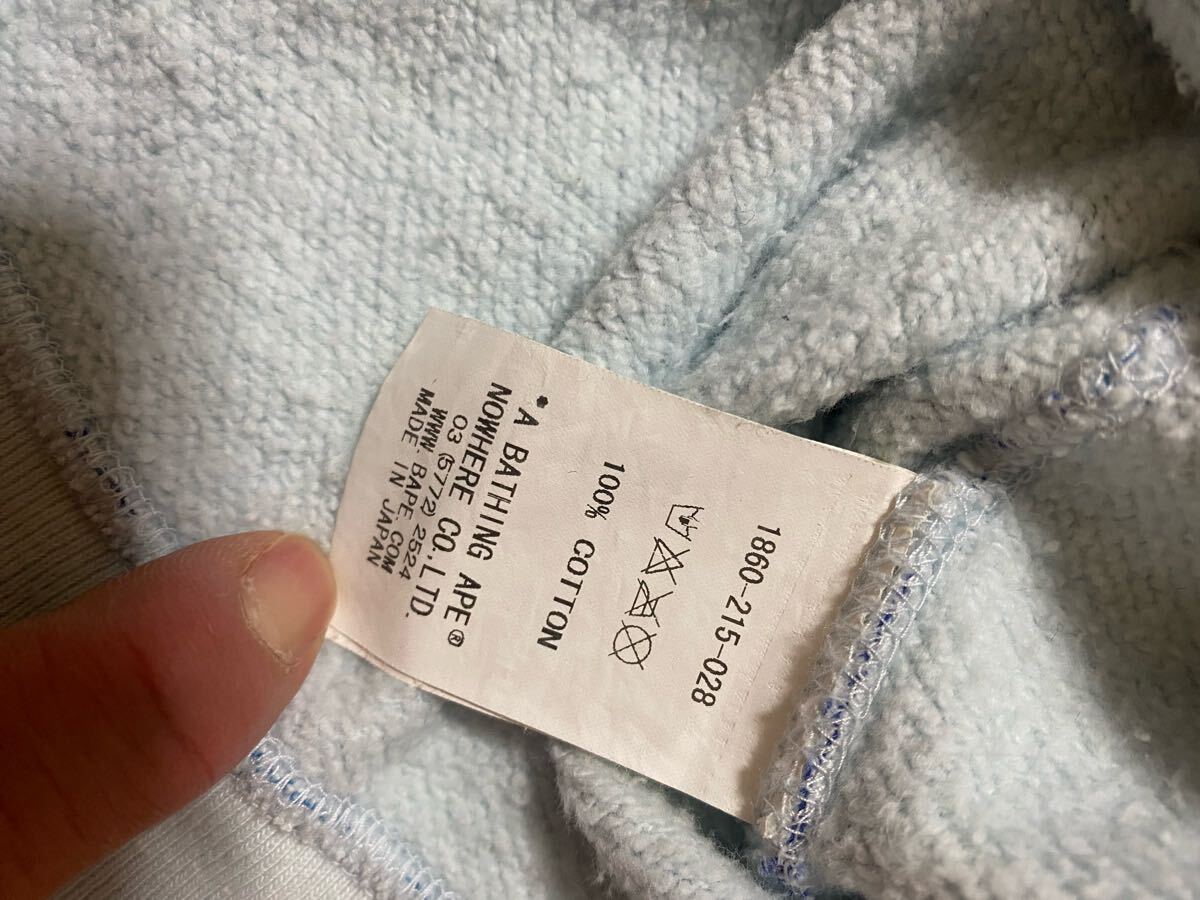 1860-215-028
100% COTTON
*A BATHING APE®
NOWHERE CO.,LTD.
03 (5772) 2524
WWW. BAPE. COM
MADE IN JAPAN